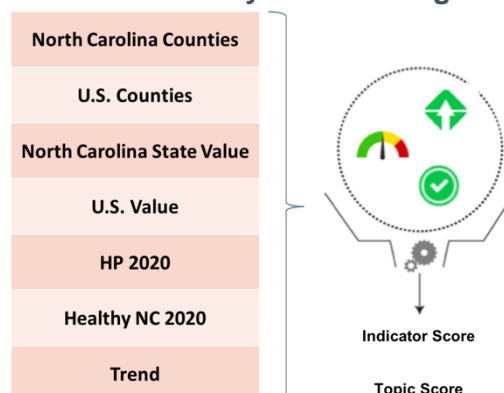 North Carolina Counties
U.S. Counties
North Carolina State Value
U.S. Value
HP 2020
Healthy NC 2020
Trend
Indicator Score
Topic Score